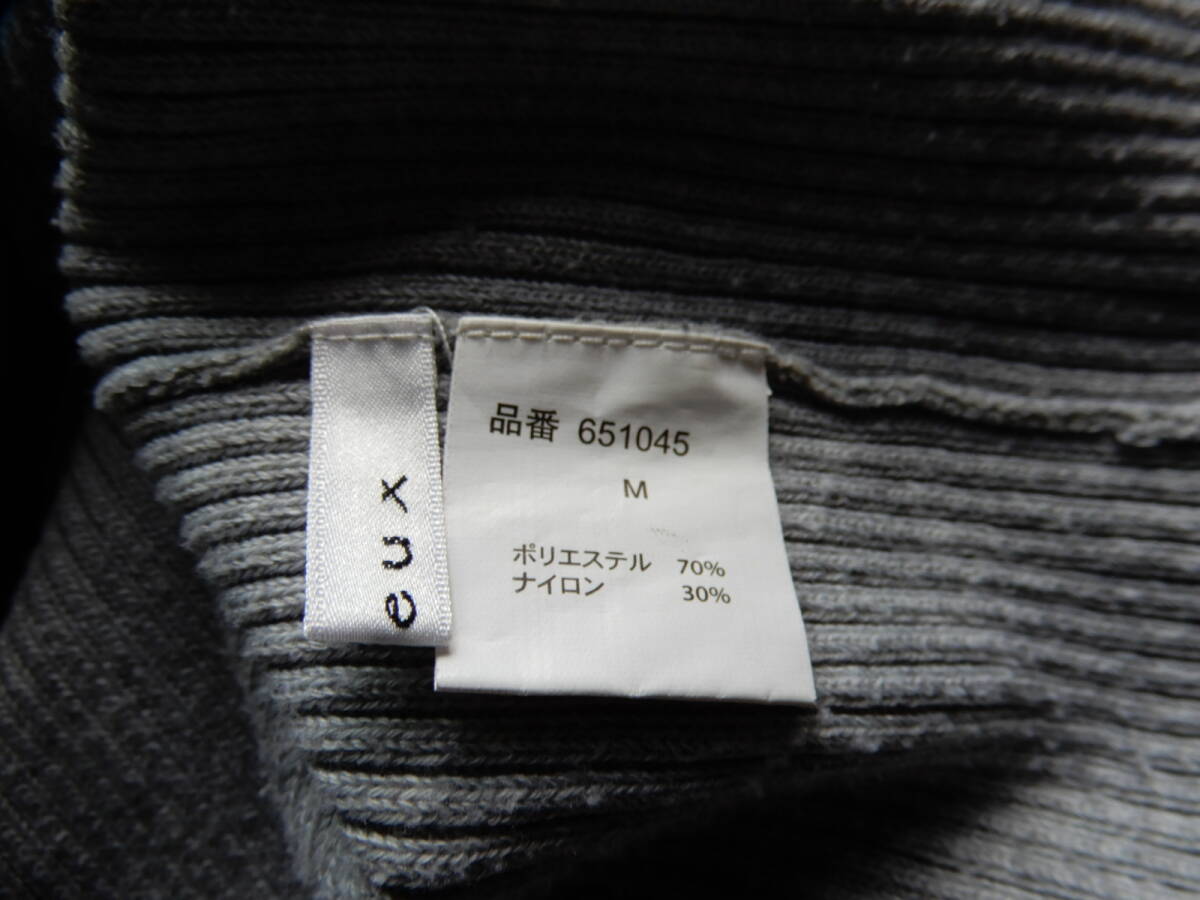 eux
品番 651045
M
ポリエステル 70%
ナイロン 30%